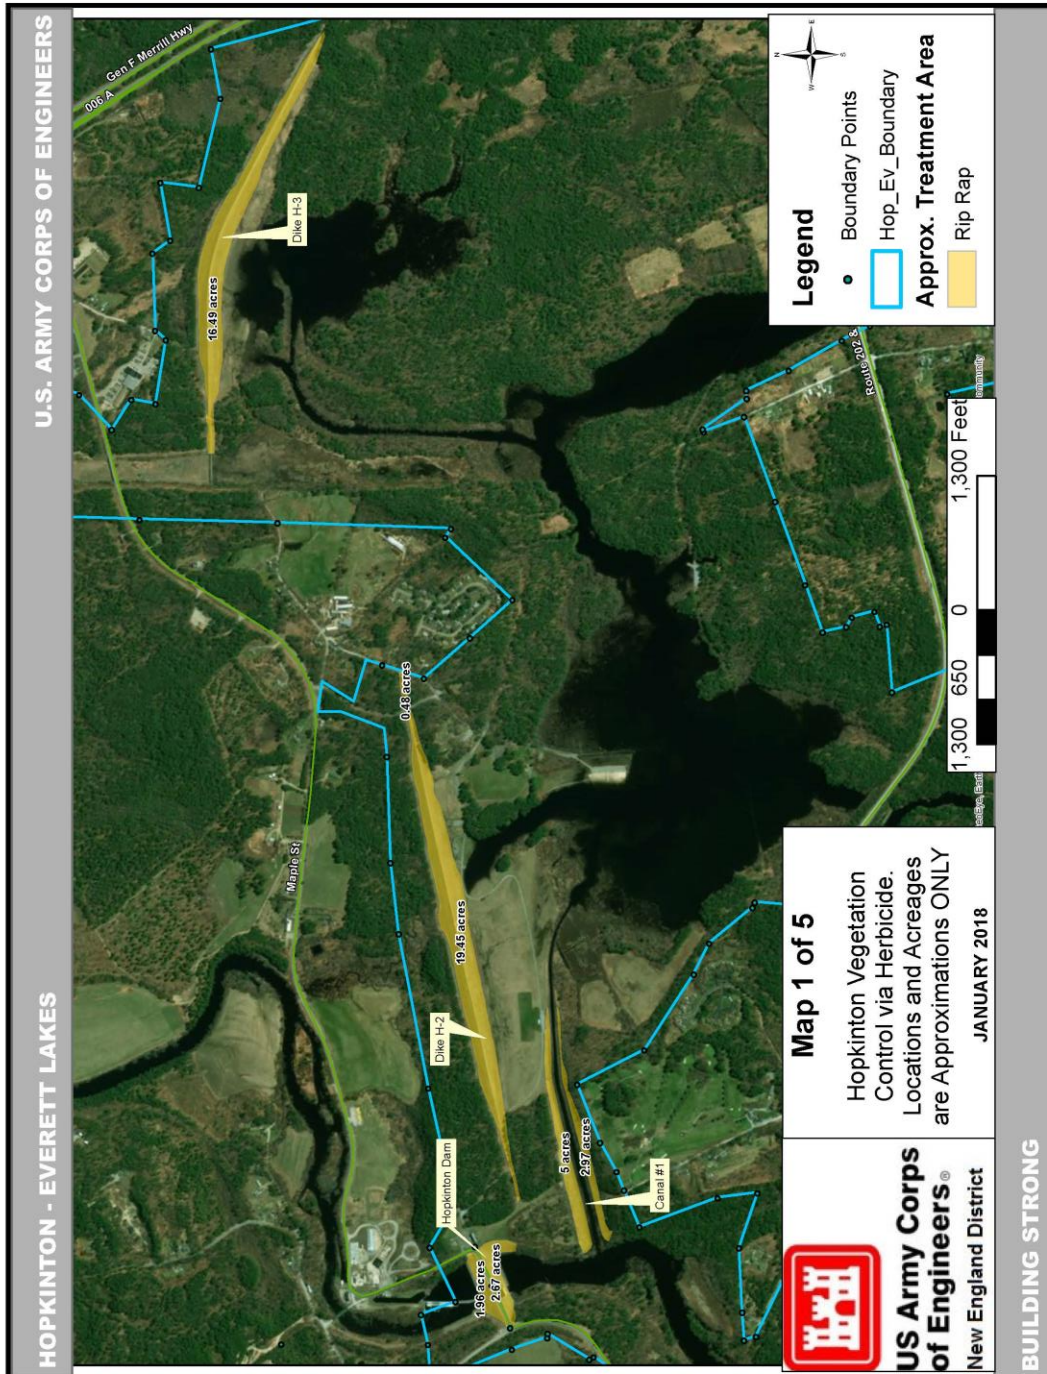 HOPKINTON - EVERETT LAKES
U.S. ARMY CORPS OF ENGINEERS
Gen F Merrill Hwy
006 A
Dike H-3
16.49 acres
Maple St
0.48 acres
19.45 acres
Dike H-2
Hopkinton Dam
1.96 acres
2.67 acres
5 acres
2.97 acres
Canal #1
Route 202 &
N
W
E
S
Legend
Boundary Points
Hop_Ev_Boundary
Approx. Treatment Area
Rip Rap
1,300 650 0 1,300 Feet
Map 1 of 5
Hopkinton Vegetation
Control via Herbicide.
Locations and Acreages
are Approximations ONLY
JANUARY 2018
US Army Corps
of Engineers®
New England District
BUILDING STRONG